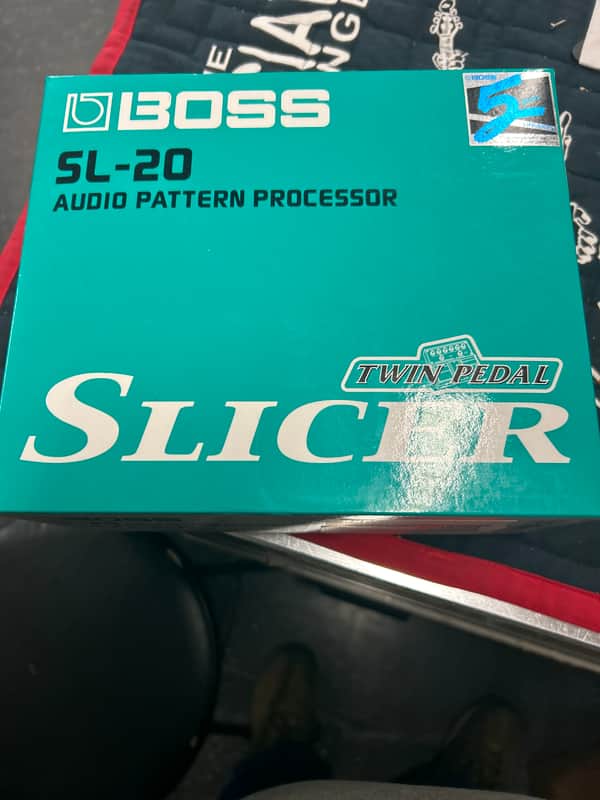 BOSS
SL-20
AUDIO PATTERN PROCESSOR
TWIN PEDAL
SLICER